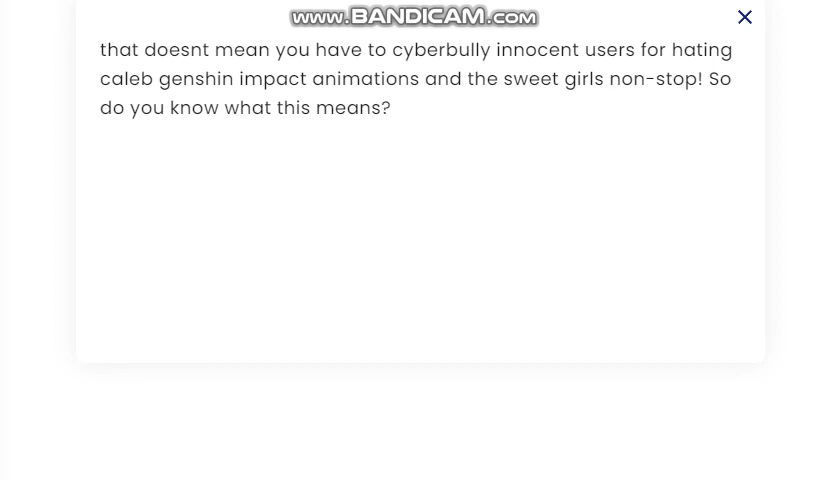 www.BANDICAM.com
that doesnt mean you have to cyberbully innocent users for hating
caleb genshin impact animations and the sweet girls non-stop! So
do you know what this means?